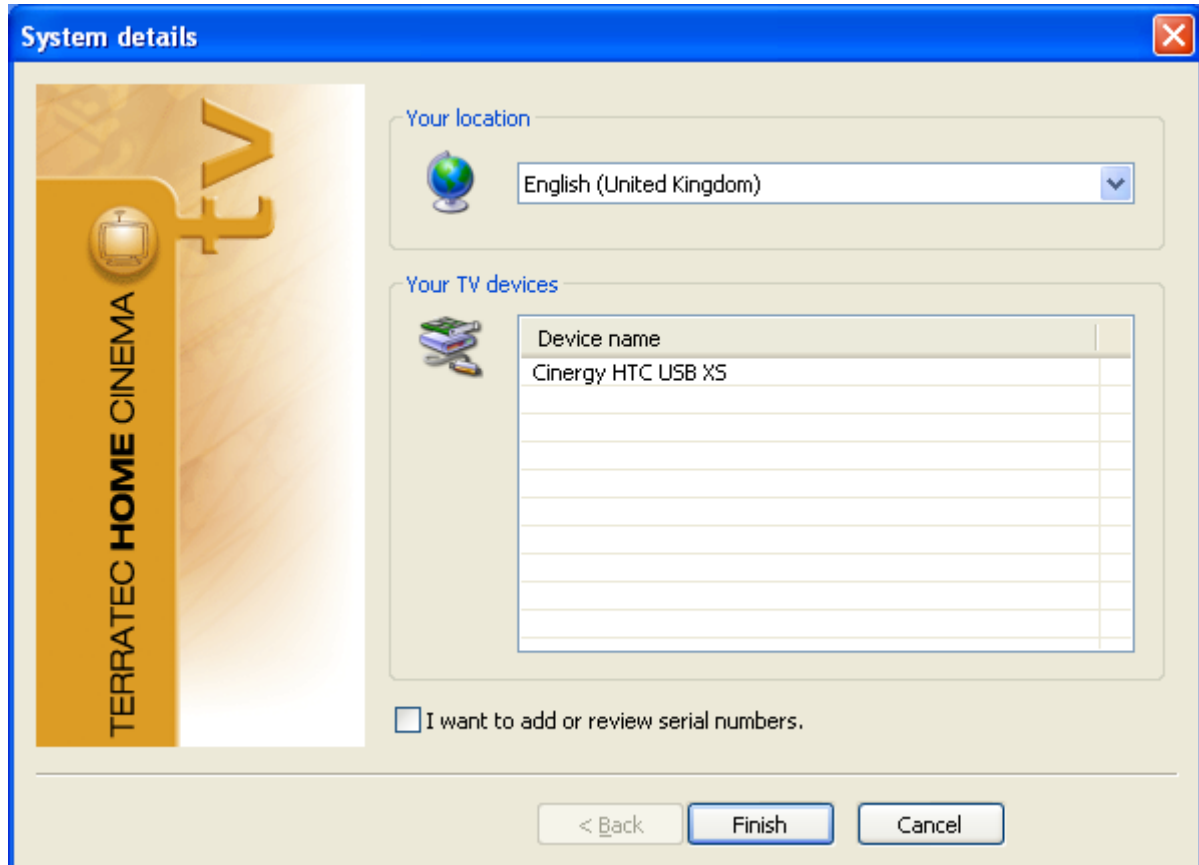 System details
tv
TERRATEC HOME CINEMA
Your location
English (United Kingdom)
Your TV devices
Device name
Cinergy HTC USB XS
I want to add or review serial numbers.
< Back
Finish
Cancel